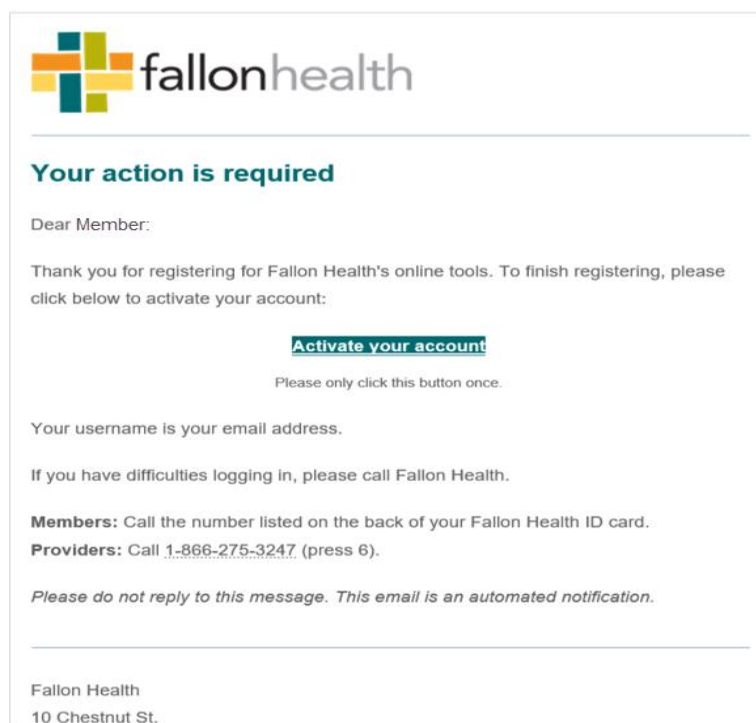 fallonhealth
Your action is required
Dear Member:
Thank you for registering for Fallon Health's online tools. To finish registering, please
click below to activate your account:
Activate your account
Please only click this button once.
Your username is your email address.
If you have difficulties logging in, please call Fallon Health.
Members: Call the number listed on the back of your Fallon Health ID card.
Providers: Call 1-866-275-3247 (press 6).
Please do not reply to this message. This email is an automated notification.
Fallon Health
10 Chestnut St.